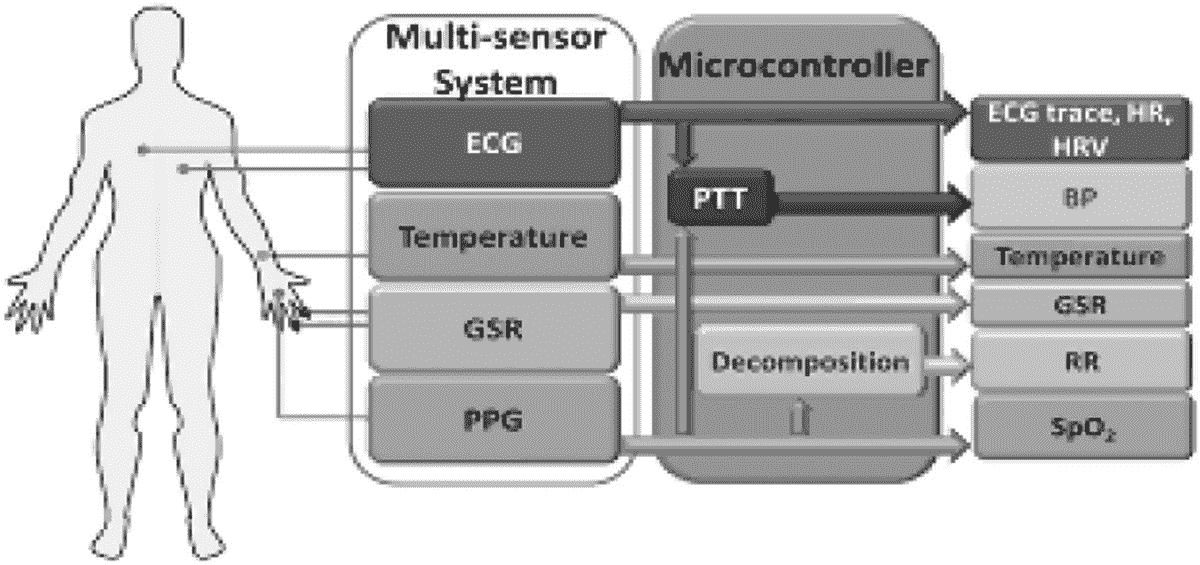 Multi-sensor
System
ECG
Temperature
GSR
PPG
Microcontroller
PTT
Decomposition
ECG trace, HR,
HRV
BP
Temperature
GSR
RR
SpO₂